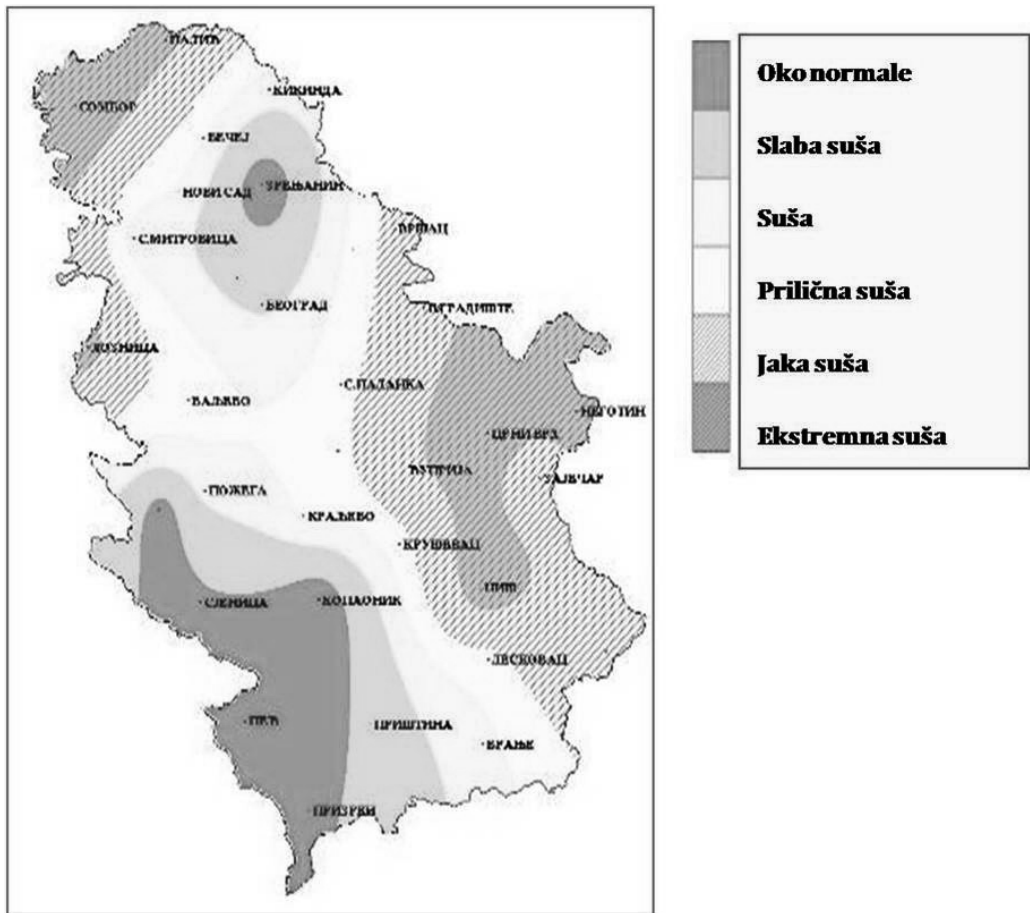 ПАЛИЋ
КИКИНДА
СОМБОР
БЕЧЕЈ
ЗРЕЊАНИН
НОВИ САД
ВРШАЦ
С.МИТРОВИЦА
БЕОГРАД
В.ГРАДИШТЕ
ЛОЗНИЦА
С.ПАЛАНКА
ВАЉЕВО
НЕГОТИН
ЦРНИ ВРХ
ЋУПРИЈА
ЗАЈЕЧАР
ПОЖЕГА
КРАЉЕВО
КРУШЕВАЦ
НИШ
СЈЕНИЦА
КОПАОНИК
ЛЕСКОВАЦ
ПЕЋ
ПРИШТИНА
ВРАЊЕ
ПРИЗРЕН
Oko normale
Slaba suša
Suša
Prilična suša
Jaka suša
Ekstremna suša